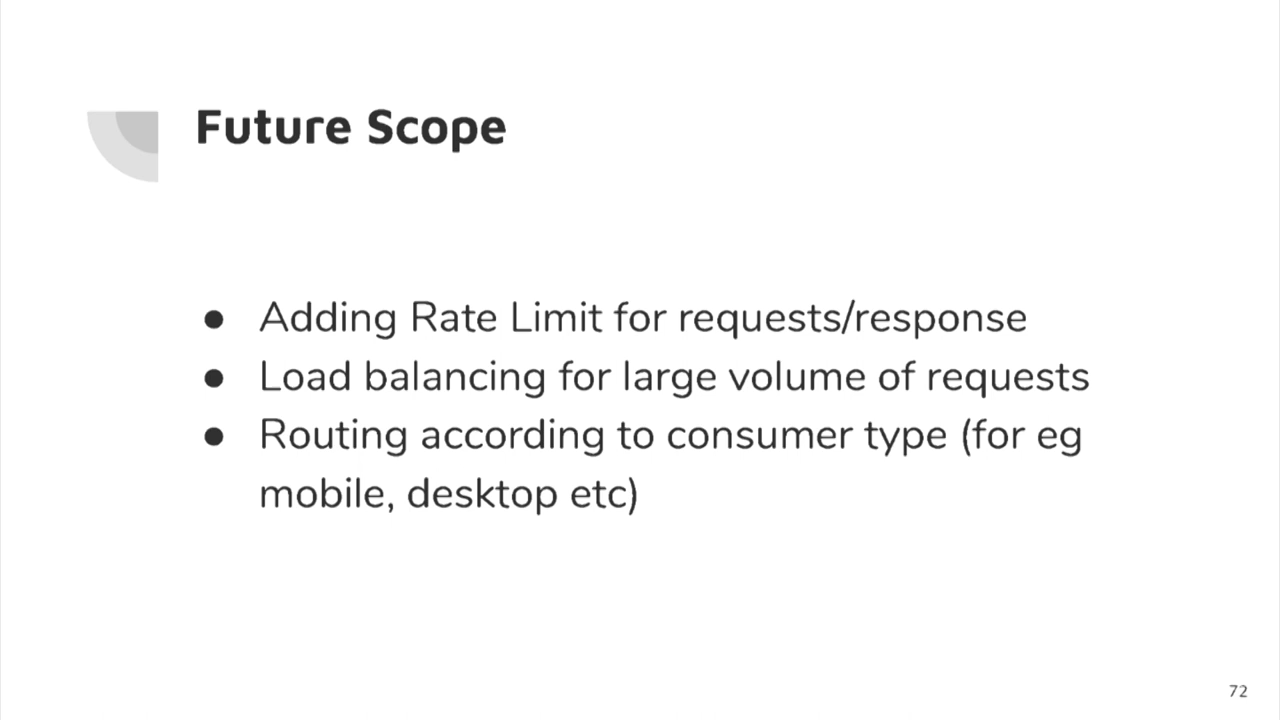 Future Scope
● Adding Rate Limit for requests/response
● Load balancing for large volume of requests
● Routing according to consumer type (for eg
mobile, desktop etc)
72